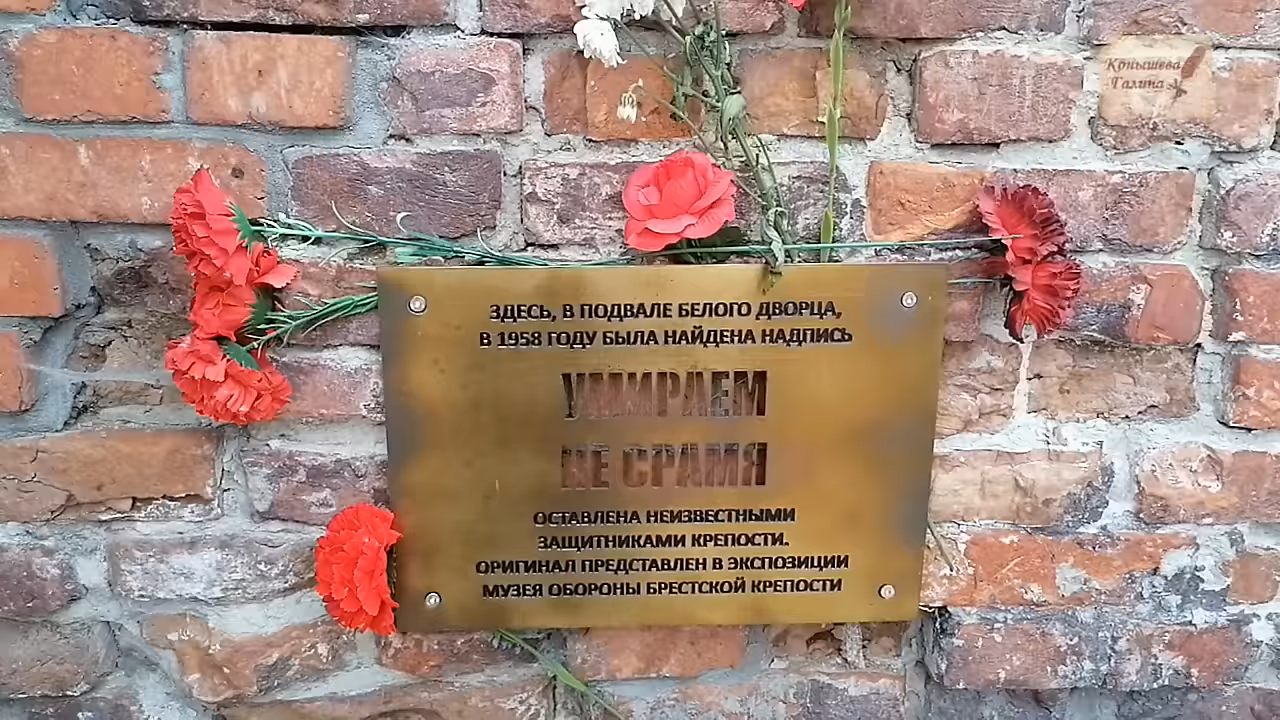 Конышева
Галина
ЗДЕСЬ, В ПОДВАЛЕ БЕЛОГО ДВОРЦА,
В 1958 ГОДУ БЫЛА НАЙДЕНА НАДПИСЬ
УМИРАЕМ
НЕ СРАМЯ
ОСТАВЛЕНА НЕИЗВЕСТНЫМИ
ЗАЩИТНИКАМИ КРЕПОСТИ.
ОРИГИНАЛ ПРЕДСТАВЛЕН В ЭКСПОЗИЦИИ
МУЗЕЯ ОБОРОНЫ БРЕСТСКОЙ КРЕПОСТИ